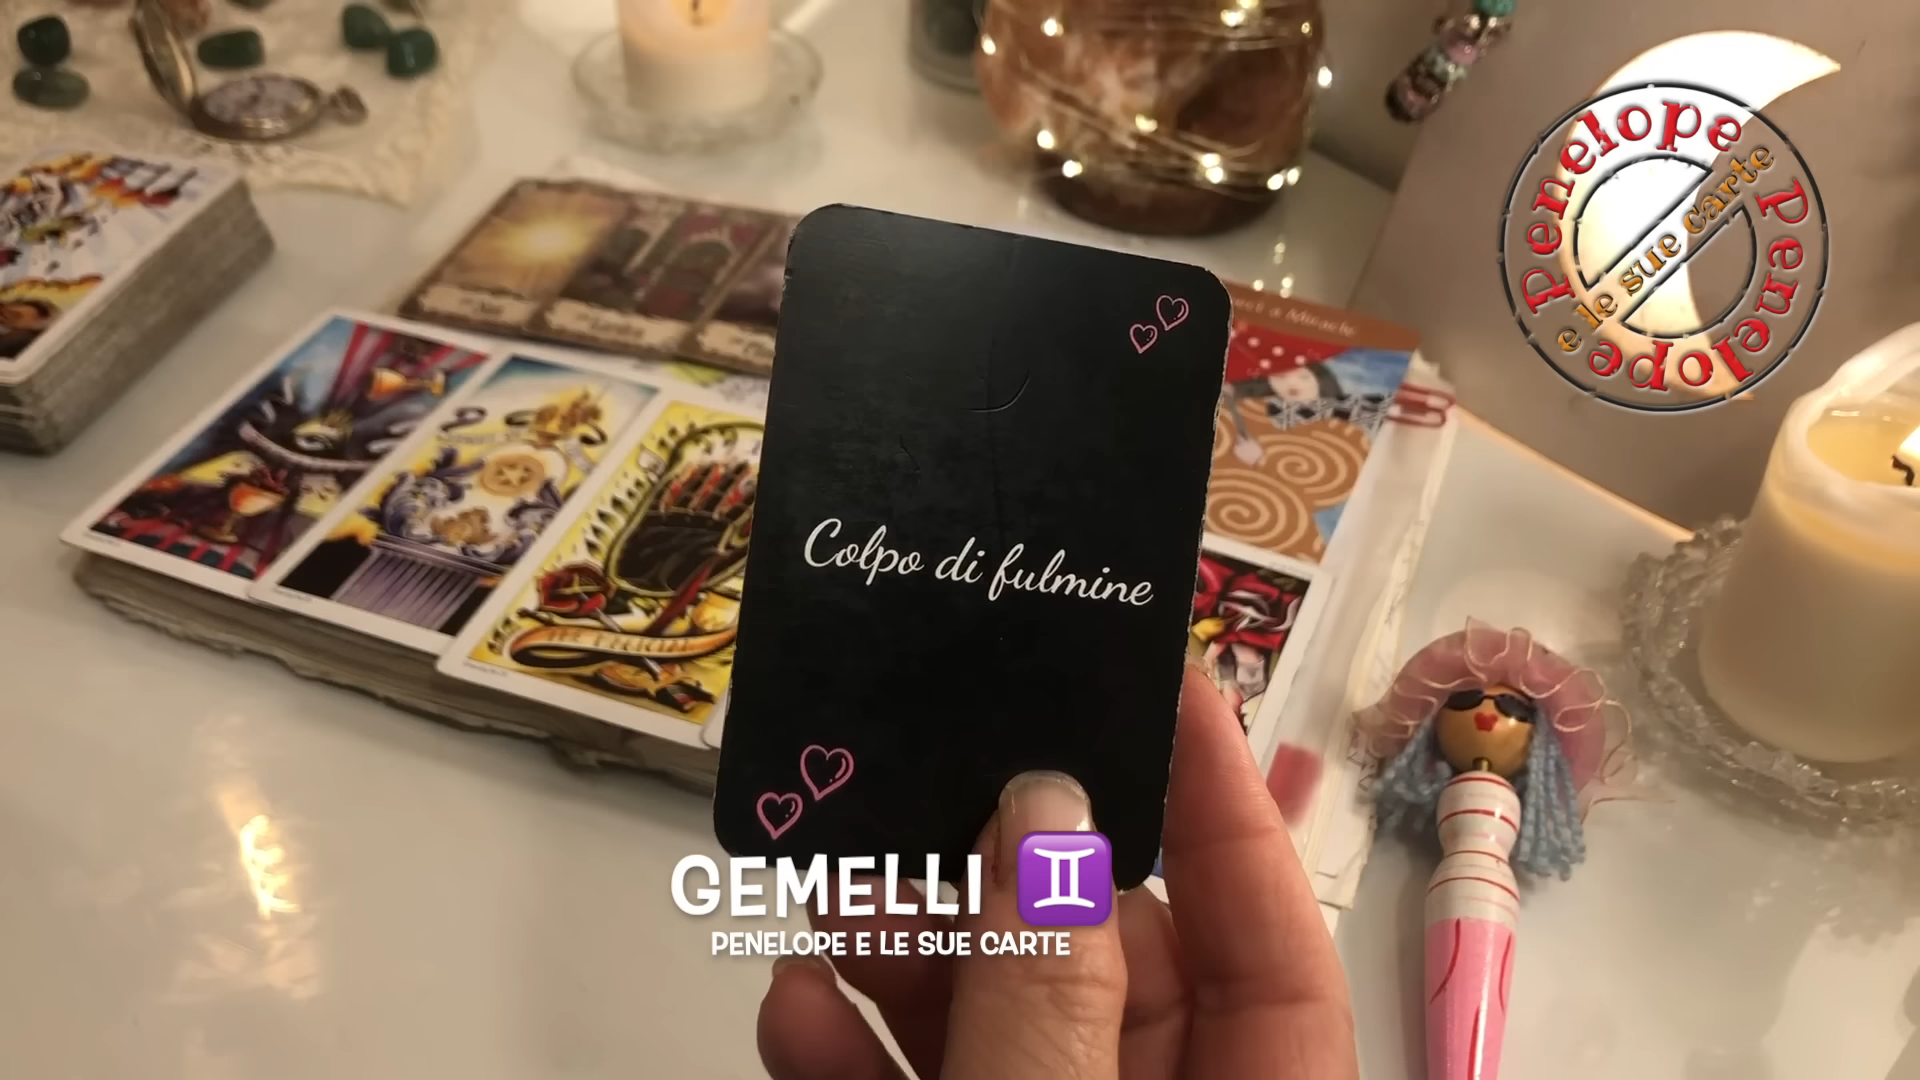 Penelope Penelope
e le sue carte
Colpo di fulmine
GEMELLI ♊
PENELOPE E LE SUE CARTE